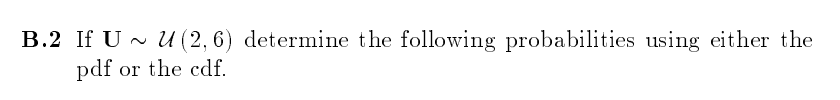 B.2 If U ~ 𝒰(2, 6) determine the following probabilities using either the
pdf or the cdf.